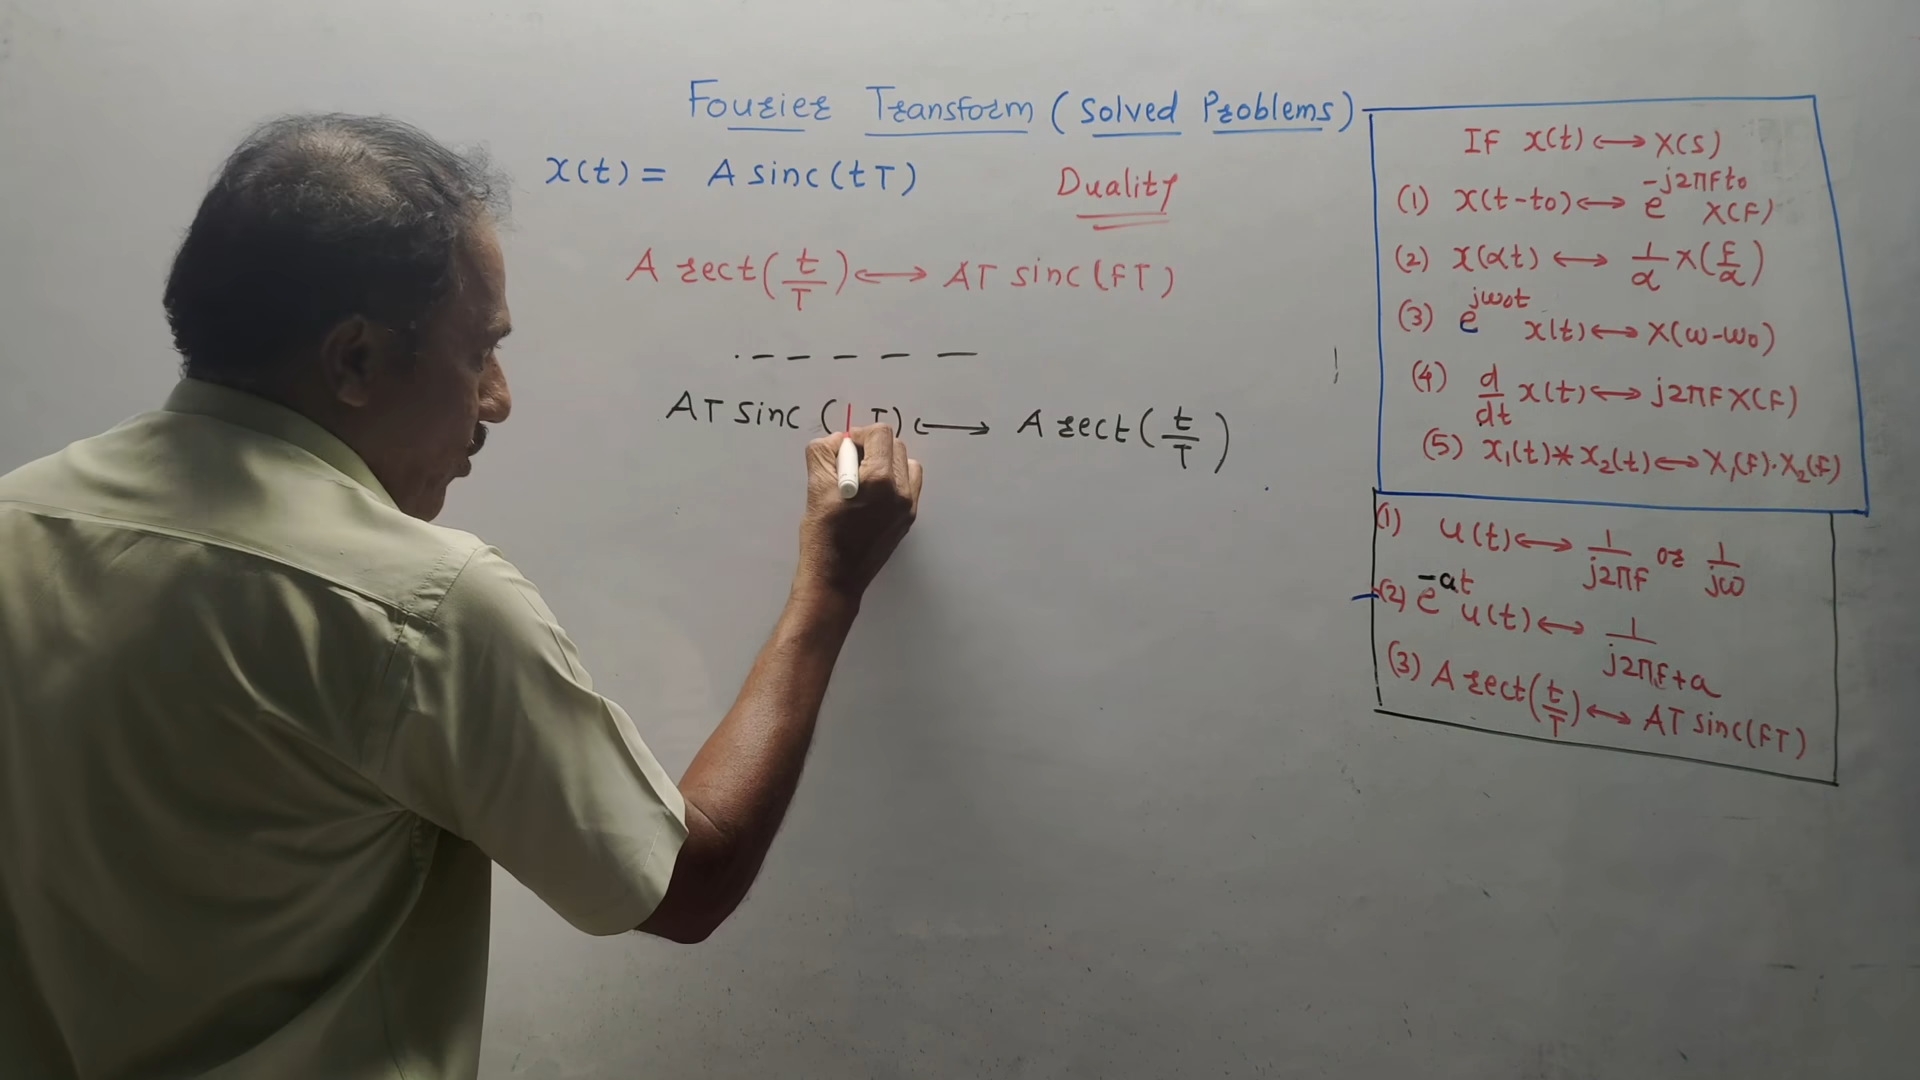 Fourier Transform (Solved Problems)
x(t) = A sinc(tT)
Duality
A rect(t/T) ⟷ AT sinc(FT)
. – – – – –
AT sinc( T) ⟷ A rect(t/T)
If x(t) ⟷ X(S)
(1) x(t-t0) ⟷ e^-j2πFt0 X(F)
(2) x(αt) ⟷ 1/α X(F/α)
(3) e^jω0t x(t) ⟷ X(ω-ω0)
(4) d/dt x(t) ⟷ j2πF X(F)
(5) x1(t) * x2(t) ⟷ X1(F)·X2(F)
(1) u(t) ⟷ 1/j2πF or 1/jω
(2) e^-at u(t) ⟷ 1/j2πF+a
(3) A rect(t/T) ⟷ AT sinc(FT)